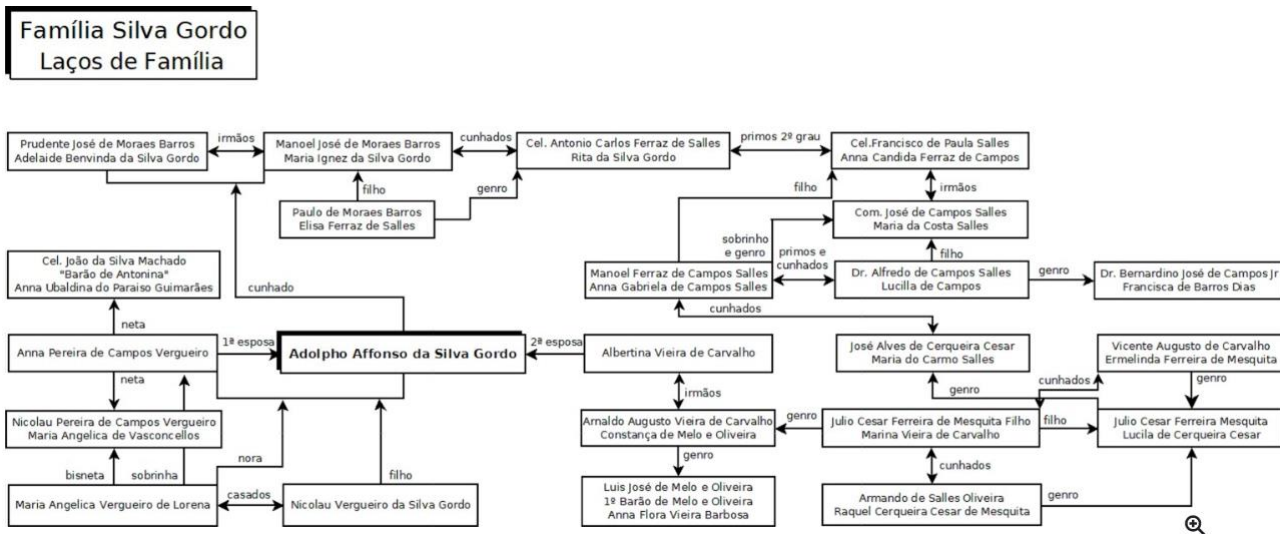 Família Silva Gordo
Laços de Família
Prudente José de Moraes Barros
Adelaide Benvinda da Silva Gordo
irmãos
Manoel José de Moraes Barros
Maria Ignez da Silva Gordo
cunhados
Cel. Antonio Carlos Ferraz de Salles
Rita da Silva Gordo
primos 2º grau
Cel.Francisco de Paula Salles
Anna Candida Ferraz de Campos
filho
genro
filho
irmãos
Paulo de Moraes Barros
Elisa Ferraz de Salles
Com. José de Campos Salles
Maria da Costa Salles
sobrinho
e genro
primos e
cunhados
filho
Cel. João da Silva Machado
"Barão de Antonina"
Anna Ubaldina do Paraiso Guimarães
cunhado
Manoel Ferraz de Campos Salles
Anna Gabriela de Campos Salles
Dr. Alfredo de Campos Salles
Lucilla de Campos
genro
Dr. Bernardino José de Campos Jr
Francisca de Barros Dias
neta
cunhados
Anna Pereira de Campos Vergueiro
1ª esposa
Adolpho Affonso da Silva Gordo
2ª esposa
Albertina Vieira de Carvalho
José Alves de Cerqueira Cesar
Maria do Carmo Salles
Vicente Augusto de Carvalho
Ermelinda Ferreira de Mesquita
neta
irmãos
genro
cunhados
genro
Nicolau Pereira de Campos Vergueiro
Maria Angelica de Vasconcellos
Arnaldo Augusto Vieira de Carvalho
Constança de Melo e Oliveira
genro
Julio Cesar Ferreira de Mesquita Filho
Marina Vieira de Carvalho
filho
Julio Cesar Ferreira Mesquita
Lucila de Cerqueira Cesar
bisneta
sobrinha
nora
filho
genro
cunhados
Maria Angelica Vergueiro de Lorena
casados
Nicolau Vergueiro da Silva Gordo
Luis José de Melo e Oliveira
1º Barão de Melo e Oliveira
Anna Flora Vieira Barbosa
Armando de Salles Oliveira
Raquel Cerqueira Cesar de Mesquita
genro